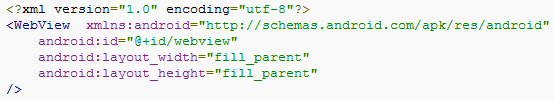 <?xml version="1.0" encoding="utf-8"?>
<WebView  xmlns:android="http://schemas.android.com/apk/res/android"
    android:id="@+id/webview"
    android:layout_width="fill_parent"
    android:layout_height="fill_parent"
/>